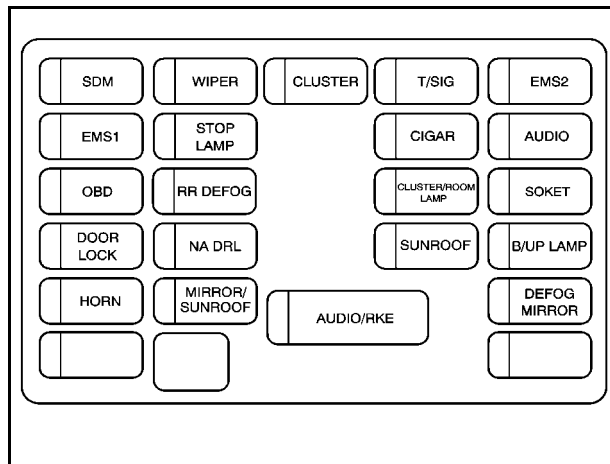 SDM
WIPER
CLUSTER
T/SIG
EMS2
EMS1
STOP
LAMP
CIGAR
AUDIO
OBD
RR DEFOG
CLUSTER/ROOM
LAMP
SOKET
DOOR
LOCK
NA DRL
SUNROOF
B/UP LAMP
HORN
MIRROR/
SUNROOF
AUDIO/RKE
DEFOG
MIRROR